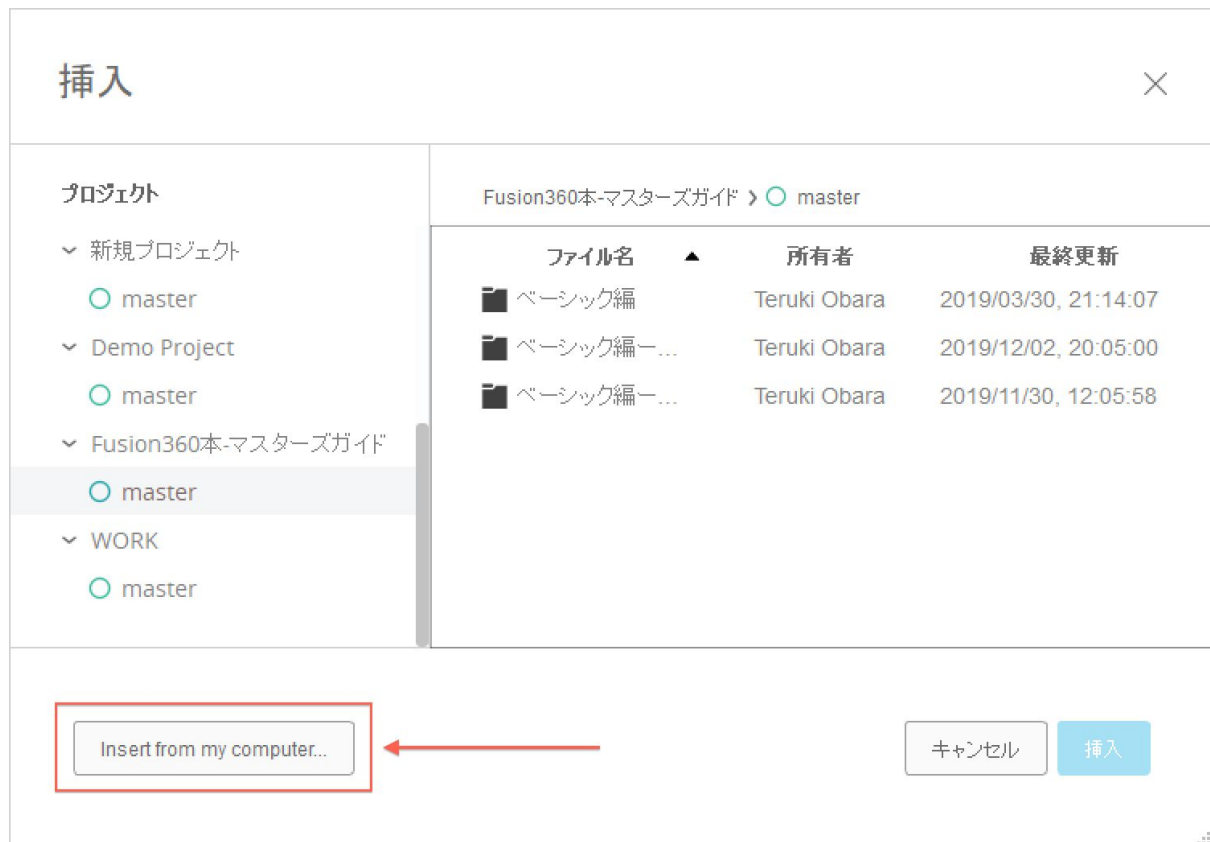 挿入
プロジェクト
新規プロジェクト
master
Demo Project
master
Fusion360本-マスターズガイド
master
WORK
master
Fusion360本-マスターズガイド › master
ファイル名 ▲ 所有者 最終更新
ベーシック編 Teruki Obara 2019/03/30, 21:14:07
ベーシック編ー... Teruki Obara 2019/12/02, 20:05:00
ベーシック編ー... Teruki Obara 2019/11/30, 12:05:58
Insert from my computer...
キャンセル
挿入